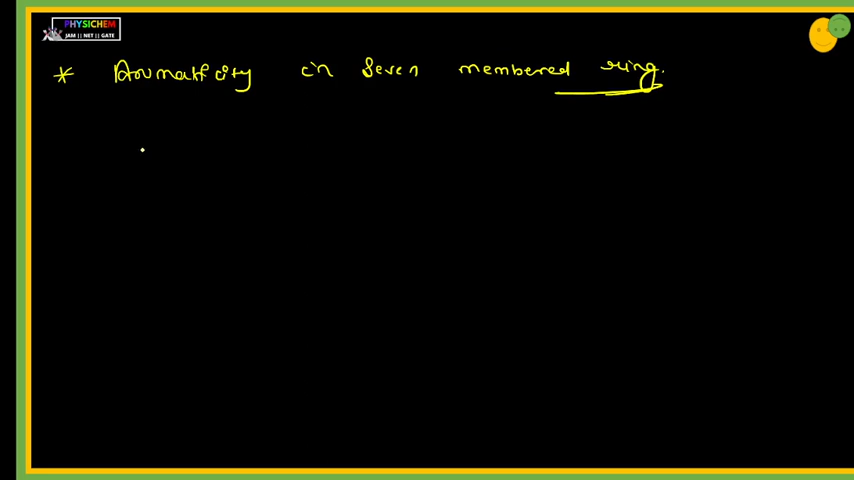 PHYSICHEM
JAM || NET || GATE
* Aromaticity in Seven membered ring.